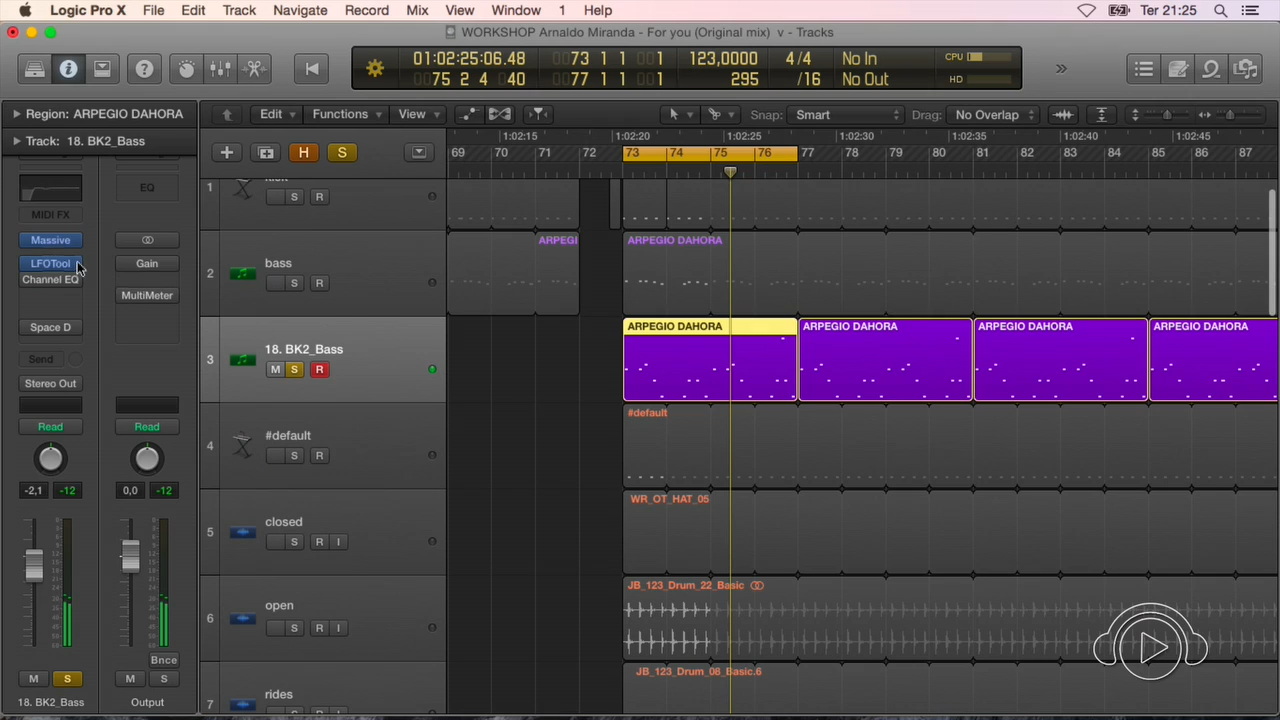 Logic Pro X File Edit Track Navigate Record Mix View Window 1 Help Ter 21:25
WORKSHOP Arnaldo Miranda - For you (Original mix) v - Tracks
01:02:25:06.48 0073 1 1 001 123,0000 4/4 No In CPU
0075 2 4 040 0077 1 1 001 295 /16 No Out HD
Region: ARPEGIO DAHORA Edit Functions View Snap: Smart Drag: No Overlap
Track: 18. BK2_Bass
1:02:15 1:02:20 1:02:25 1:02:30 1:02:35 1:02:40 1:02:45
H S
69 70 71 72 73 74 75 76 77 78 79 80 81 82 83 84 85 86 87
EQ
MIDI FX
Massive
LFOTool Gain
Channel EQ
MultiMeter
Space D
Send
Stereo Out
Read Read
-2,1 -12 0,0 -12
Bnce
M S M S
18. BK2_Bass Output
1
S R
2 bass
S R
ARPEGI ARPEGIO DAHORA
3 18. BK2_Bass
M S R
ARPEGIO DAHORA ARPEGIO DAHORA ARPEGIO DAHORA ARPEGIO DAHORA
4 #default
S R
#default
5 closed
S R I
WR_OT_HAT_05
6 open
S R I
JB_123_Drum_22_Basic
7 rides
JB_123_Drum_08_Basic.6